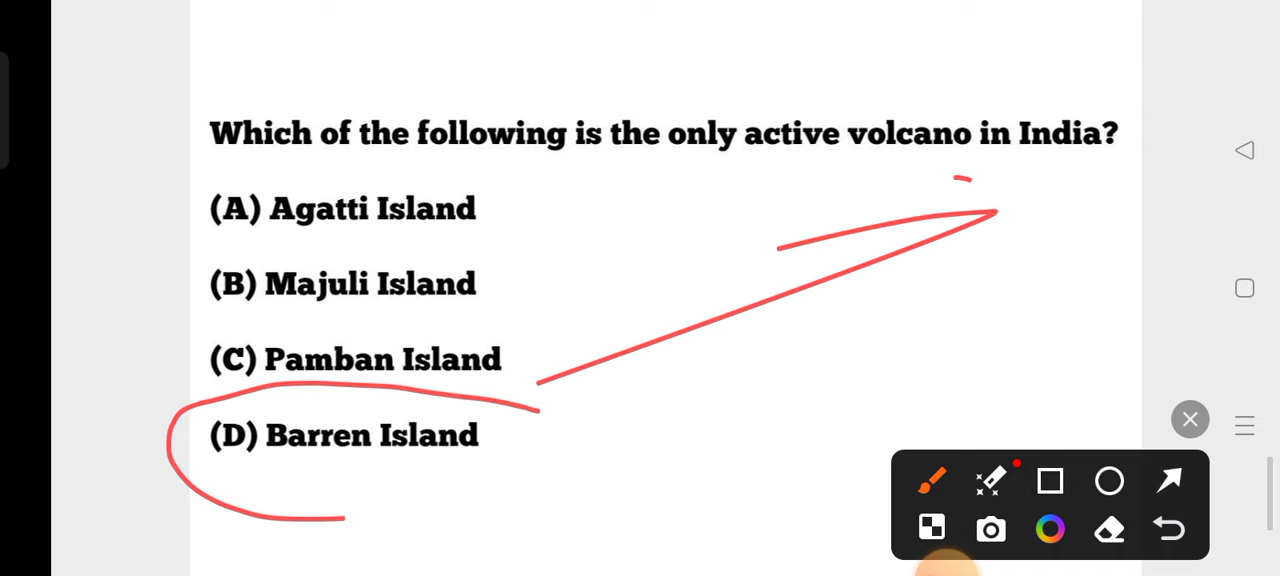 Which of the following is the only active volcano in India?
(A) Agatti Island
(B) Majuli Island
(C) Pamban Island
(D) Barren Island